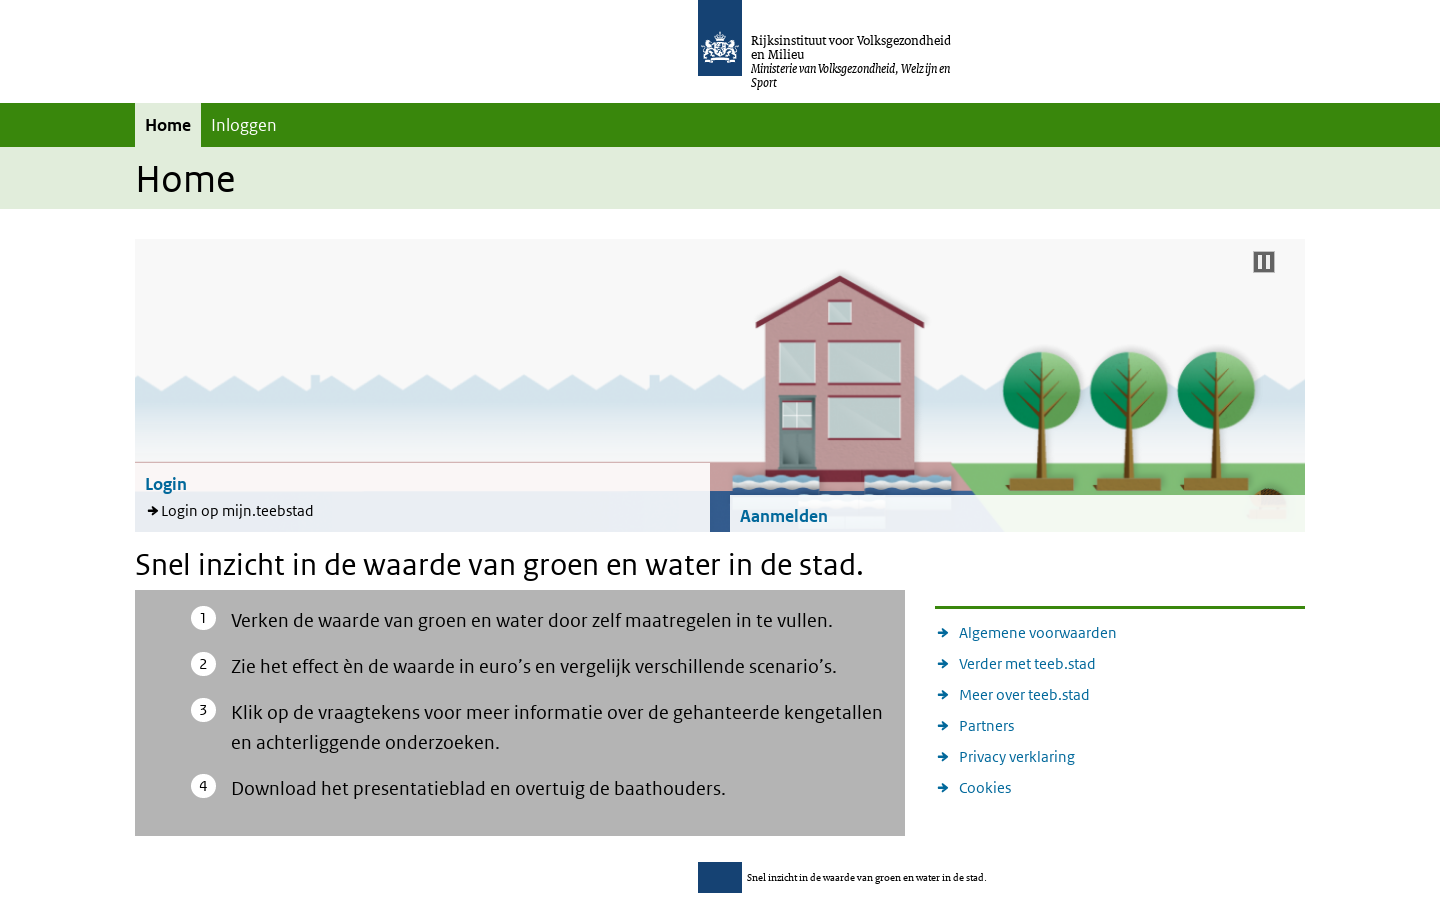 Rijksinstituut voor Volksgezondheid
en Milieu
Ministerie van Volksgezondheid, Welzijn en
Sport
Home
Inloggen
Home
Login
Login op mijn.teebstad
Aanmelden
Snel inzicht in de waarde van groen en water in de stad.
1 Verken de waarde van groen en water door zelf maatregelen in te vullen.
2 Zie het effect èn de waarde in euro’s en vergelijk verschillende scenario’s.
3 Klik op de vraagtekens voor meer informatie over de gehanteerde kengetallen
en achterliggende onderzoeken.
4 Download het presentatieblad en overtuig de baathouders.
Algemene voorwaarden
Verder met teeb.stad
Meer over teeb.stad
Partners
Privacy verklaring
Cookies
Snel inzicht in de waarde van groen en water in de stad.